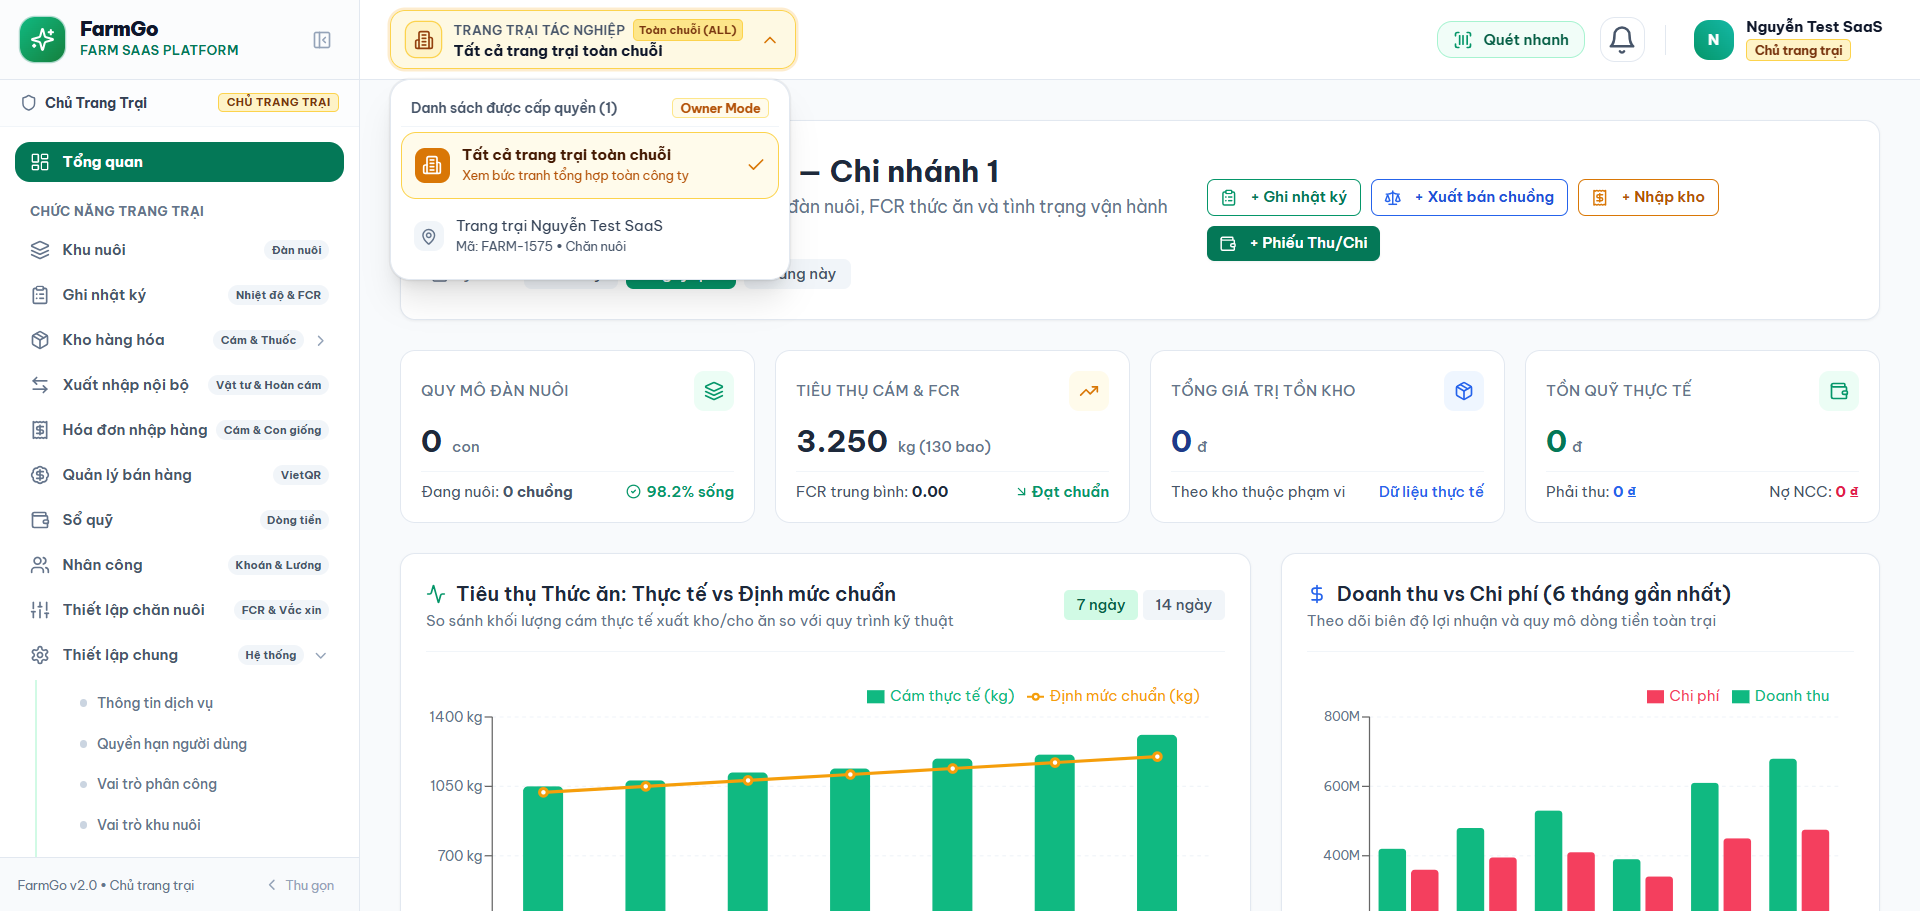 FarmGo
FARM SAAS PLATFORM
Chủ Trang Trại
CHỦ TRANG TRẠI
Tổng quan
CHỨC NĂNG TRANG TRẠI
Khu nuôi
Đàn nuôi
Ghi nhật ký
Nhiệt độ & FCR
Kho hàng hóa
Cám & Thuốc
Xuất nhập nội bộ
Vật tư & Hoàn cám
Hóa đơn nhập hàng
Cám & Con giống
Quản lý bán hàng
VietQR
Sổ quỹ
Dòng tiền
Nhân công
Khoán & Lương
Thiết lập chăn nuôi
FCR & Vắc xin
Thiết lập chung
Hệ thống
Thông tin dịch vụ
Quyền hạn người dùng
Vai trò phân công
Vai trò khu nuôi
FarmGo v2.0 • Chủ trang trại
Thu gọn
TRANG TRẠI TÁC NGHIỆP
Toàn chuỗi (ALL)
Tất cả trang trại toàn chuỗi
Quét nhanh
N
Nguyễn Test SaaS
Chủ trang trại
Danh sách được cấp quyền (1)
Owner Mode
Tất cả trang trại toàn chuỗi
Xem bức tranh tổng hợp toàn công ty
Trang trại Nguyễn Test SaaS
Mã: FARM-1575 • Chăn nuôi
– Chi nhánh 1
đàn nuôi, FCR thức ăn và tình trạng vận hành
này
+ Ghi nhật ký
+ Xuất bán chuồng
+ Nhập kho
+ Phiếu Thu/Chi
QUY MÔ ĐÀN NUÔI
0 con
Đang nuôi: 0 chuồng
98.2% sống
TIÊU THỤ CÁM & FCR
3.250 kg (130 bao)
FCR trung bình: 0.00
Đạt chuẩn
TỔNG GIÁ TRỊ TỒN KHO
0 đ
Theo kho thuộc phạm vi
Dữ liệu thực tế
TỒN QUỸ THỰC TẾ
0 đ
Phải thu: 0 ₫
Nợ NCC: 0 ₫
Tiêu thụ Thức ăn: Thực tế vs Định mức chuẩn
So sánh khối lượng cám thực tế xuất kho/cho ăn so với quy trình kỹ thuật
7 ngày
14 ngày
Cám thực tế (kg)
Định mức chuẩn (kg)
1400 kg
1050 kg
700 kg
Doanh thu vs Chi phí (6 tháng gần nhất)
Theo dõi biên độ lợi nhuận và quy mô dòng tiền toàn trại
Chi phí
Doanh thu
800M
600M
400M